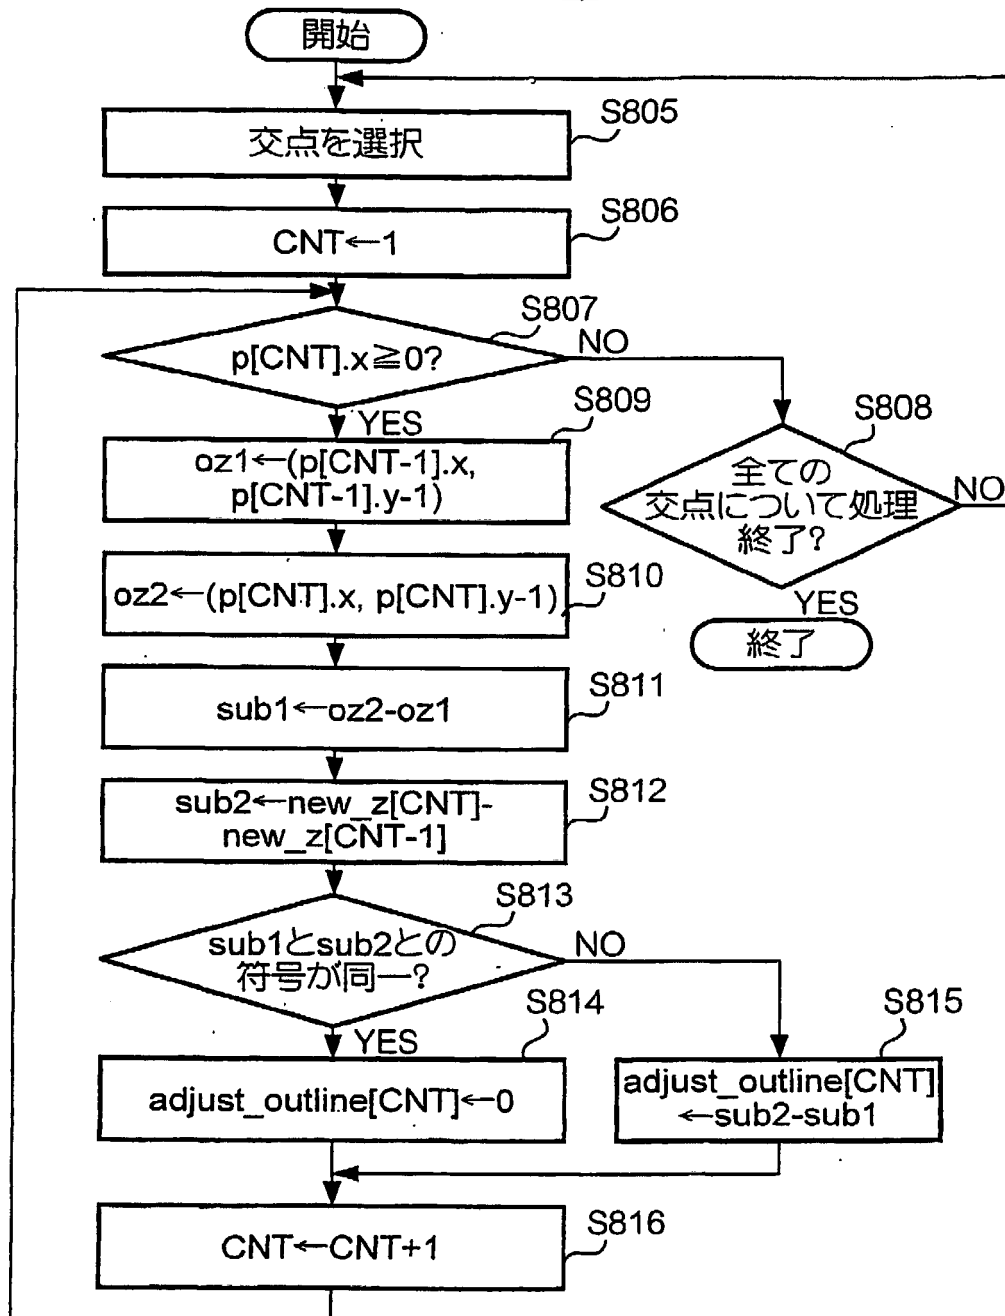 開始
S805
交点を選択
S806
CNT←1
S807
p[CNT].x≧0?
NO
YES
S809
oz1←(p[CNT-1].x,
p[CNT-1].y-1)
S808
全ての
交点について処理
終了?
NO
YES
終了
S810
oz2←(p[CNT].x, p[CNT].y-1)
S811
sub1←oz2-oz1
S812
sub2←new_z[CNT]-
new_z[CNT-1]
S813
sub1とsub2との
符号が同一?
NO
YES
S814
adjust_outline[CNT]←0
S815
adjust_outline[CNT]
←sub2-sub1
S816
CNT←CNT+1